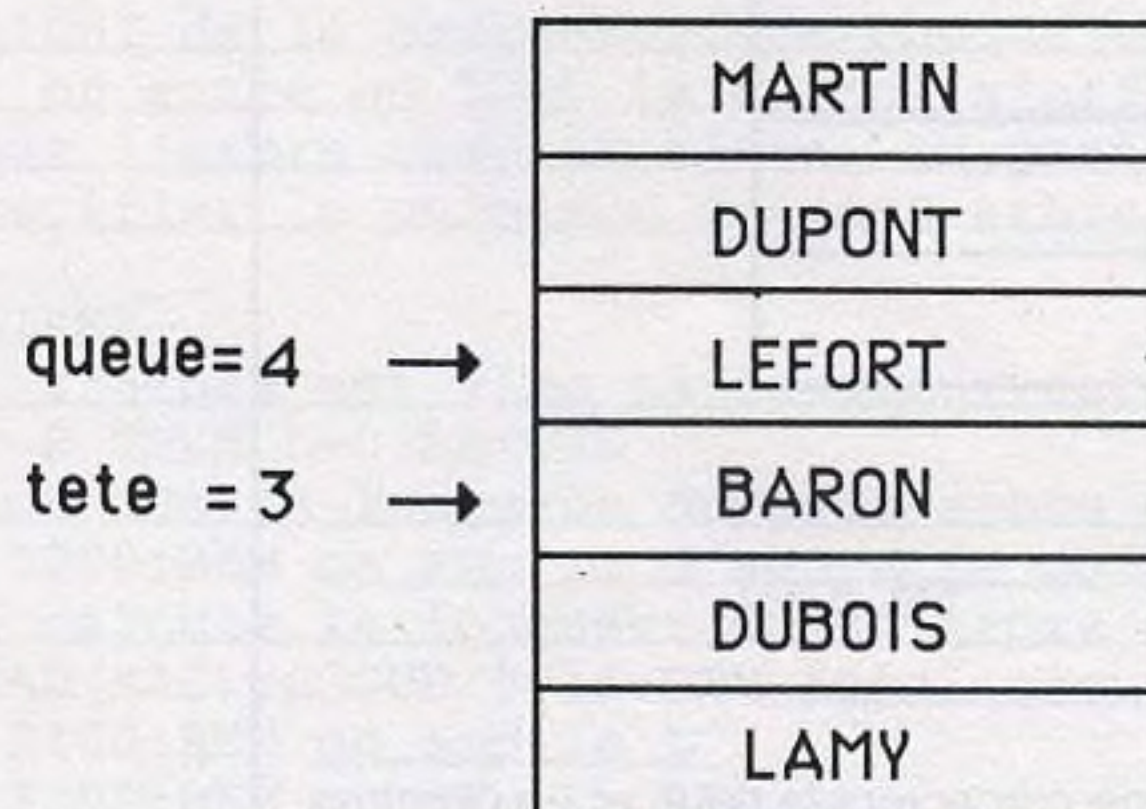 MARTIN
DUPONT
queue= 4 → LEFORT
tete = 3 → BARON
DUBOIS
LAMY